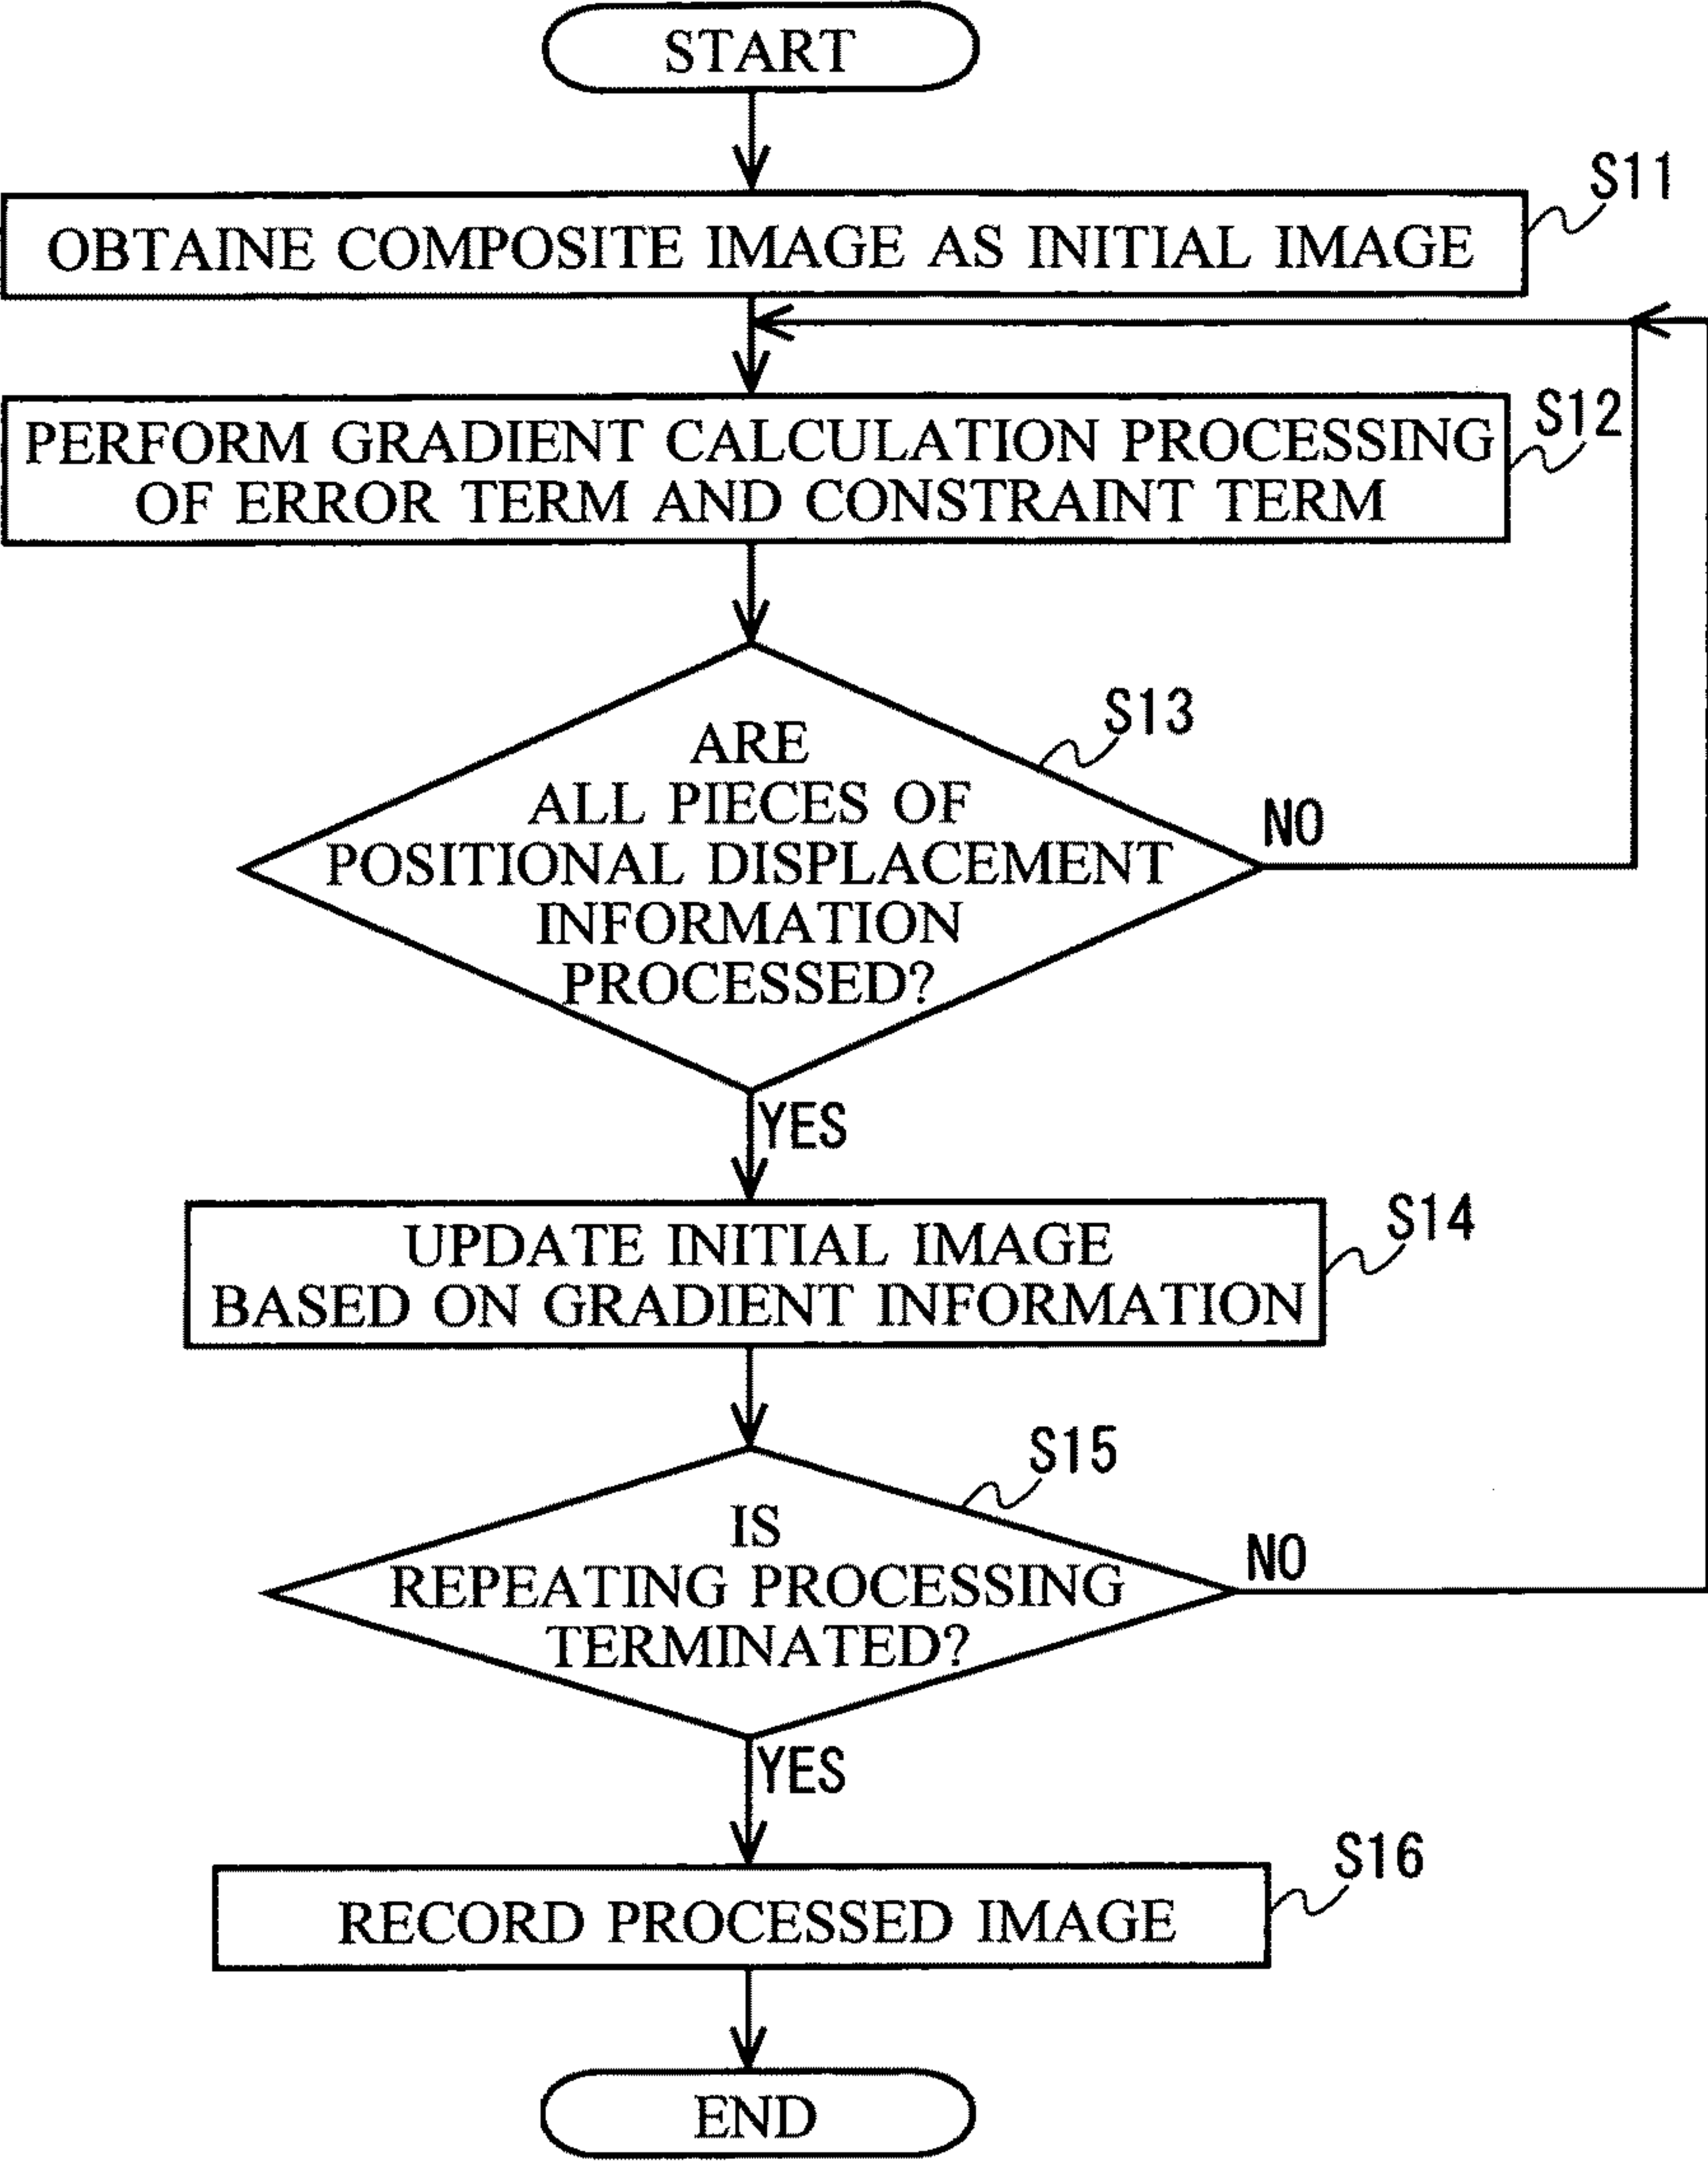 START
S11
OBTAINE COMPOSITE IMAGE AS INITIAL IMAGE
S12
PERFORM GRADIENT CALCULATION PROCESSING
OF ERROR TERM AND CONSTRAINT TERM
S13
ARE
ALL PIECES OF
POSITIONAL DISPLACEMENT
INFORMATION
PROCESSED?
NO
YES
S14
UPDATE INITIAL IMAGE
BASED ON GRADIENT INFORMATION
S15
IS
REPEATING PROCESSING
TERMINATED?
NO
YES
S16
RECORD PROCESSED IMAGE
END